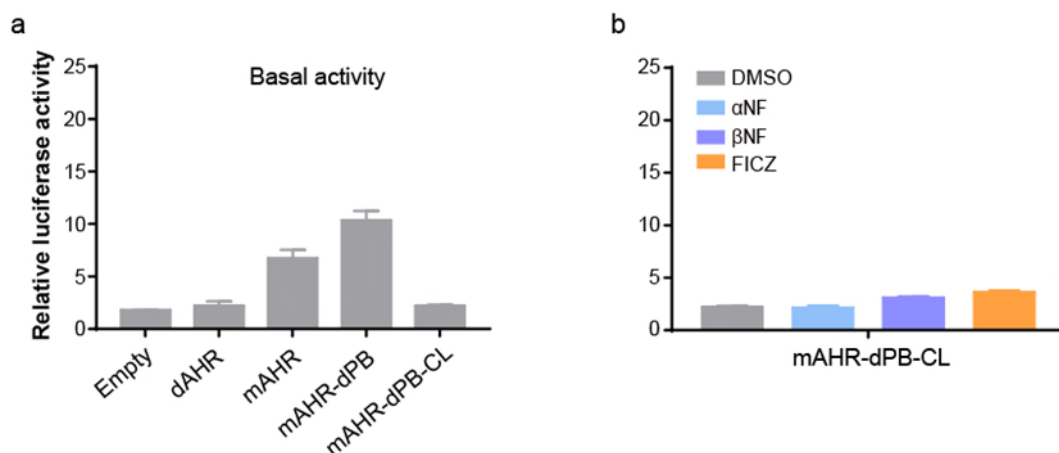 a
Basal activity
Relative luciferase activity
25
20
15
10
5
0
Empty
dAHR
mAHR
mAHR-dPB
mAHR-dPB-CL
b
25
20
15
10
5
0
DMSO
αNF
βNF
FICZ
mAHR-dPB-CL